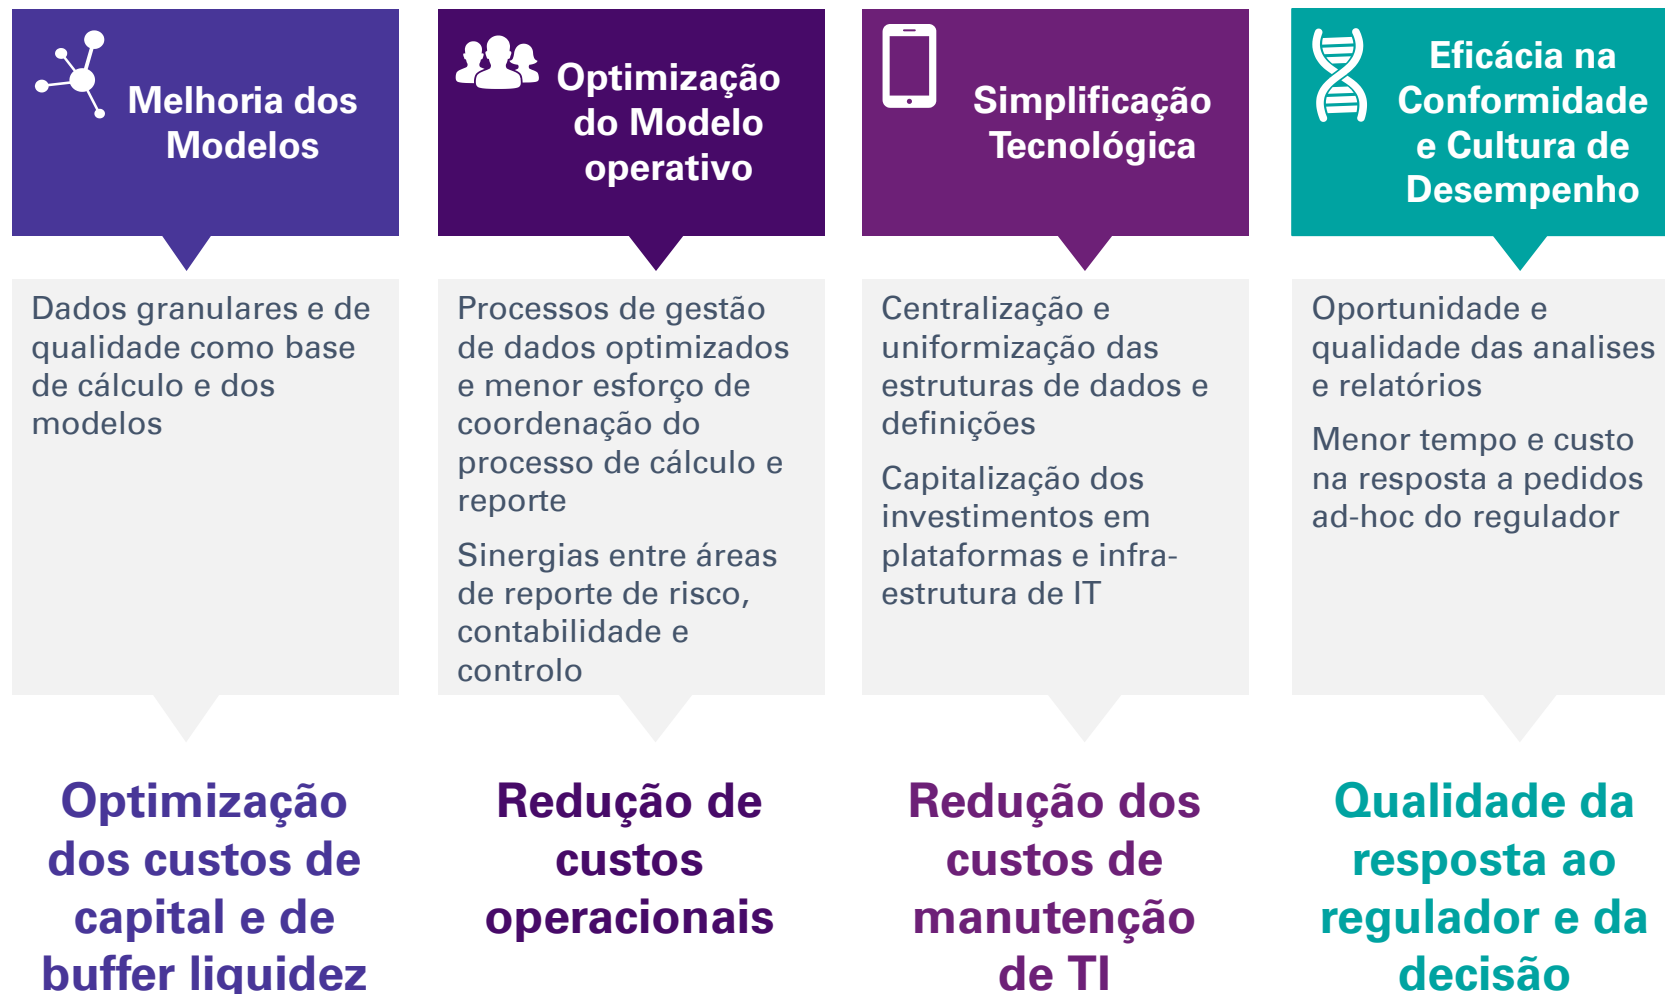 Melhoria dos
Modelos
Dados granulares e de
qualidade como base
de cálculo e dos
modelos
Optimização
dos custos de
capital e de
buffer liquidez
Optimização
do Modelo
operativo
Processos de gestão
de dados optimizados
e menor esforço de
coordenação do
processo de cálculo e
reporte
Sinergias entre áreas
de reporte de risco,
contabilidade e
controlo
Redução de
custos
operacionais
Simplificação
Tecnológica
Centralização e
uniformização das
estruturas de dados e
definições
Capitalização dos
investimentos em
plataformas e infra-
estrutura de IT
Redução dos
custos de
manutenção
de TI
Eficácia na
Conformidade
e Cultura de
Desempenho
Oportunidade e
qualidade das analises
e relatórios
Menor tempo e custo
na resposta a pedidos
ad-hoc do regulador
Qualidade da
resposta ao
regulador e da
decisão